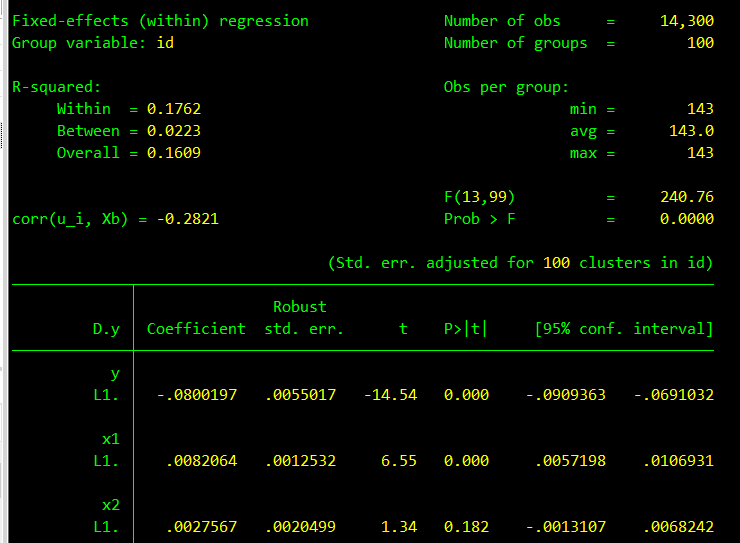 Fixed-effects (within) regression Number of obs = 14,300
Group variable: id Number of groups = 100
R-squared: Obs per group:
Within = 0.1762 min = 143
Between = 0.0223 avg = 143.0
Overall = 0.1609 max = 143
F(13,99) = 240.76
corr(u_i, Xb) = -0.2821 Prob > F = 0.0000
(Std. err. adjusted for 100 clusters in id)
Robust
D.y Coefficient std. err. t P>|t| [95% conf. interval]
y
L1. -.0800197 .0055017 -14.54 0.000 -.0909363 -.0691032
x1
L1. .0082064 .0012532 6.55 0.000 .0057198 .0106931
x2
L1. .0027567 .0020499 1.34 0.182 -.0013107 .0068242